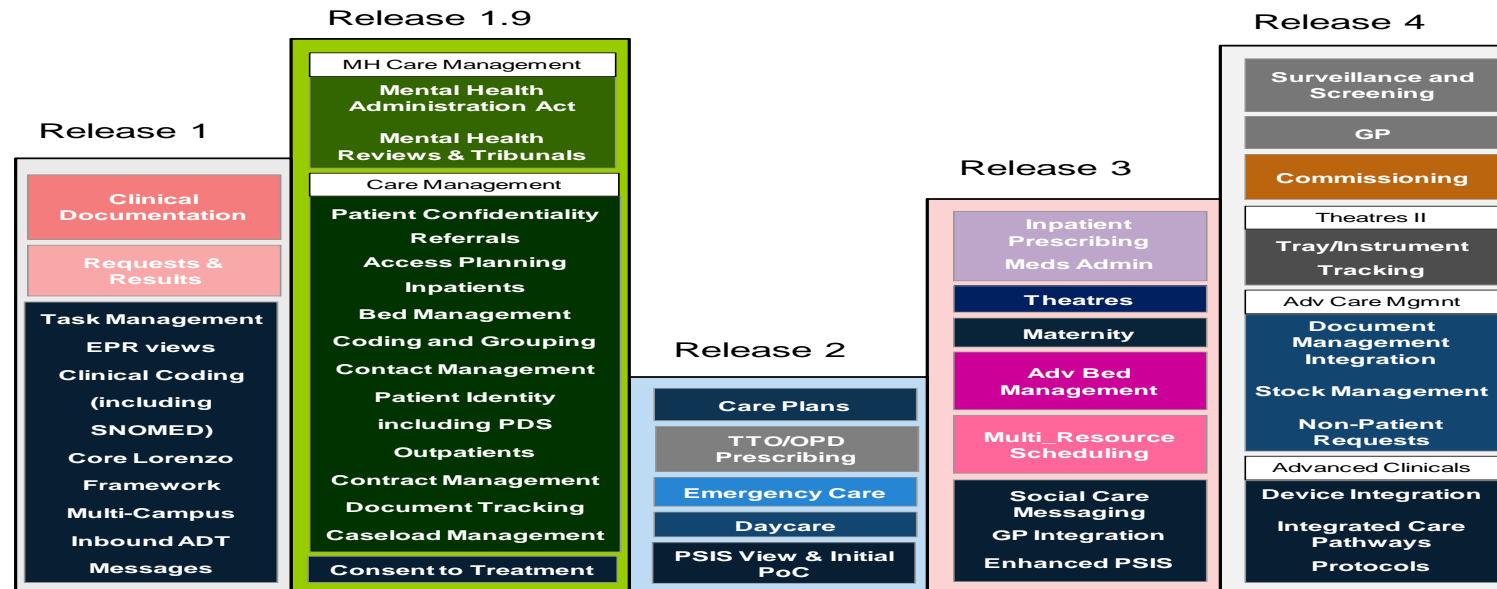 Release 1
Clinical
Documentation
Requests &
Results
Task Management
EPR views
Clinical Coding
(including
SNOMED)
Core Lorenzo
Framework
Multi-Campus
Inbound ADT
Messages
Release 1.9
MH Care Management
Mental Health
Administration Act
Mental Health
Reviews & Tribunals
Care Management
Patient Confidentiality
Referrals
Access Planning
Inpatients
Bed Management
Coding and Grouping
Contact Management
Patient Identity
including PDS
Outpatients
Contract Management
Document Tracking
Caseload Management
Consent to Treatment
Release 2
Care Plans
TTO/OPD
Prescribing
Emergency Care
Daycare
PSIS View & Initial
PoC
Release 3
Inpatient
Prescribing
Meds Admin
Theatres
Maternity
Adv Bed
Management
Multi_Resource
Scheduling
Social Care
Messaging
GP Integration
Enhanced PSIS
Release 4
Surveillance and
Screening
GP
Commissioning
Theatres II
Tray/Instrument
Tracking
Adv Care Mgmnt
Document
Management
Integration
Stock Management
Non-Patient
Requests
Advanced Clinicals
Device Integration
Integrated Care
Pathways
Protocols